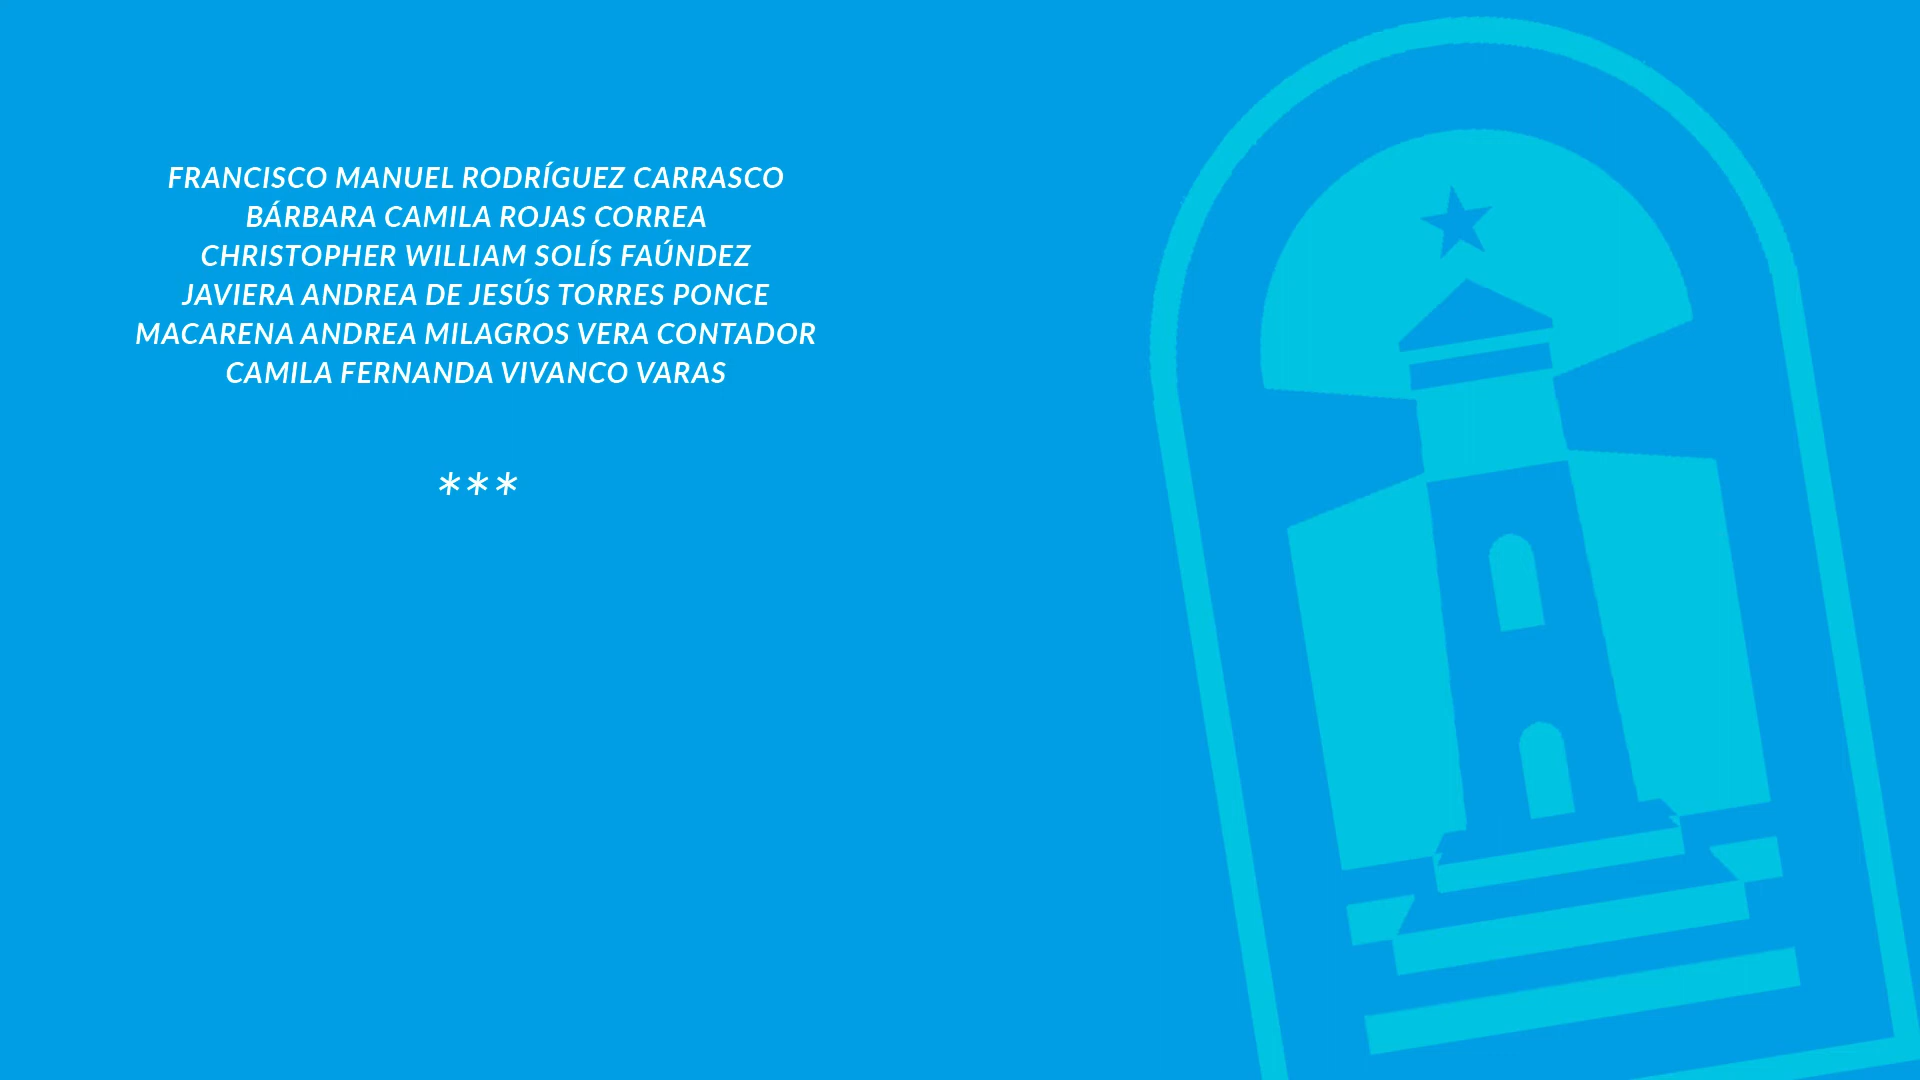 FRANCISCO MANUEL RODRÍGUEZ CARRASCO
BÁRBARA CAMILA ROJAS CORREA
CHRISTOPHER WILLIAM SOLÍS FAÚNDEZ
JAVIERA ANDREA DE JESÚS TORRES PONCE
MACARENA ANDREA MILAGROS VERA CONTADOR
CAMILA FERNANDA VIVANCO VARAS
***